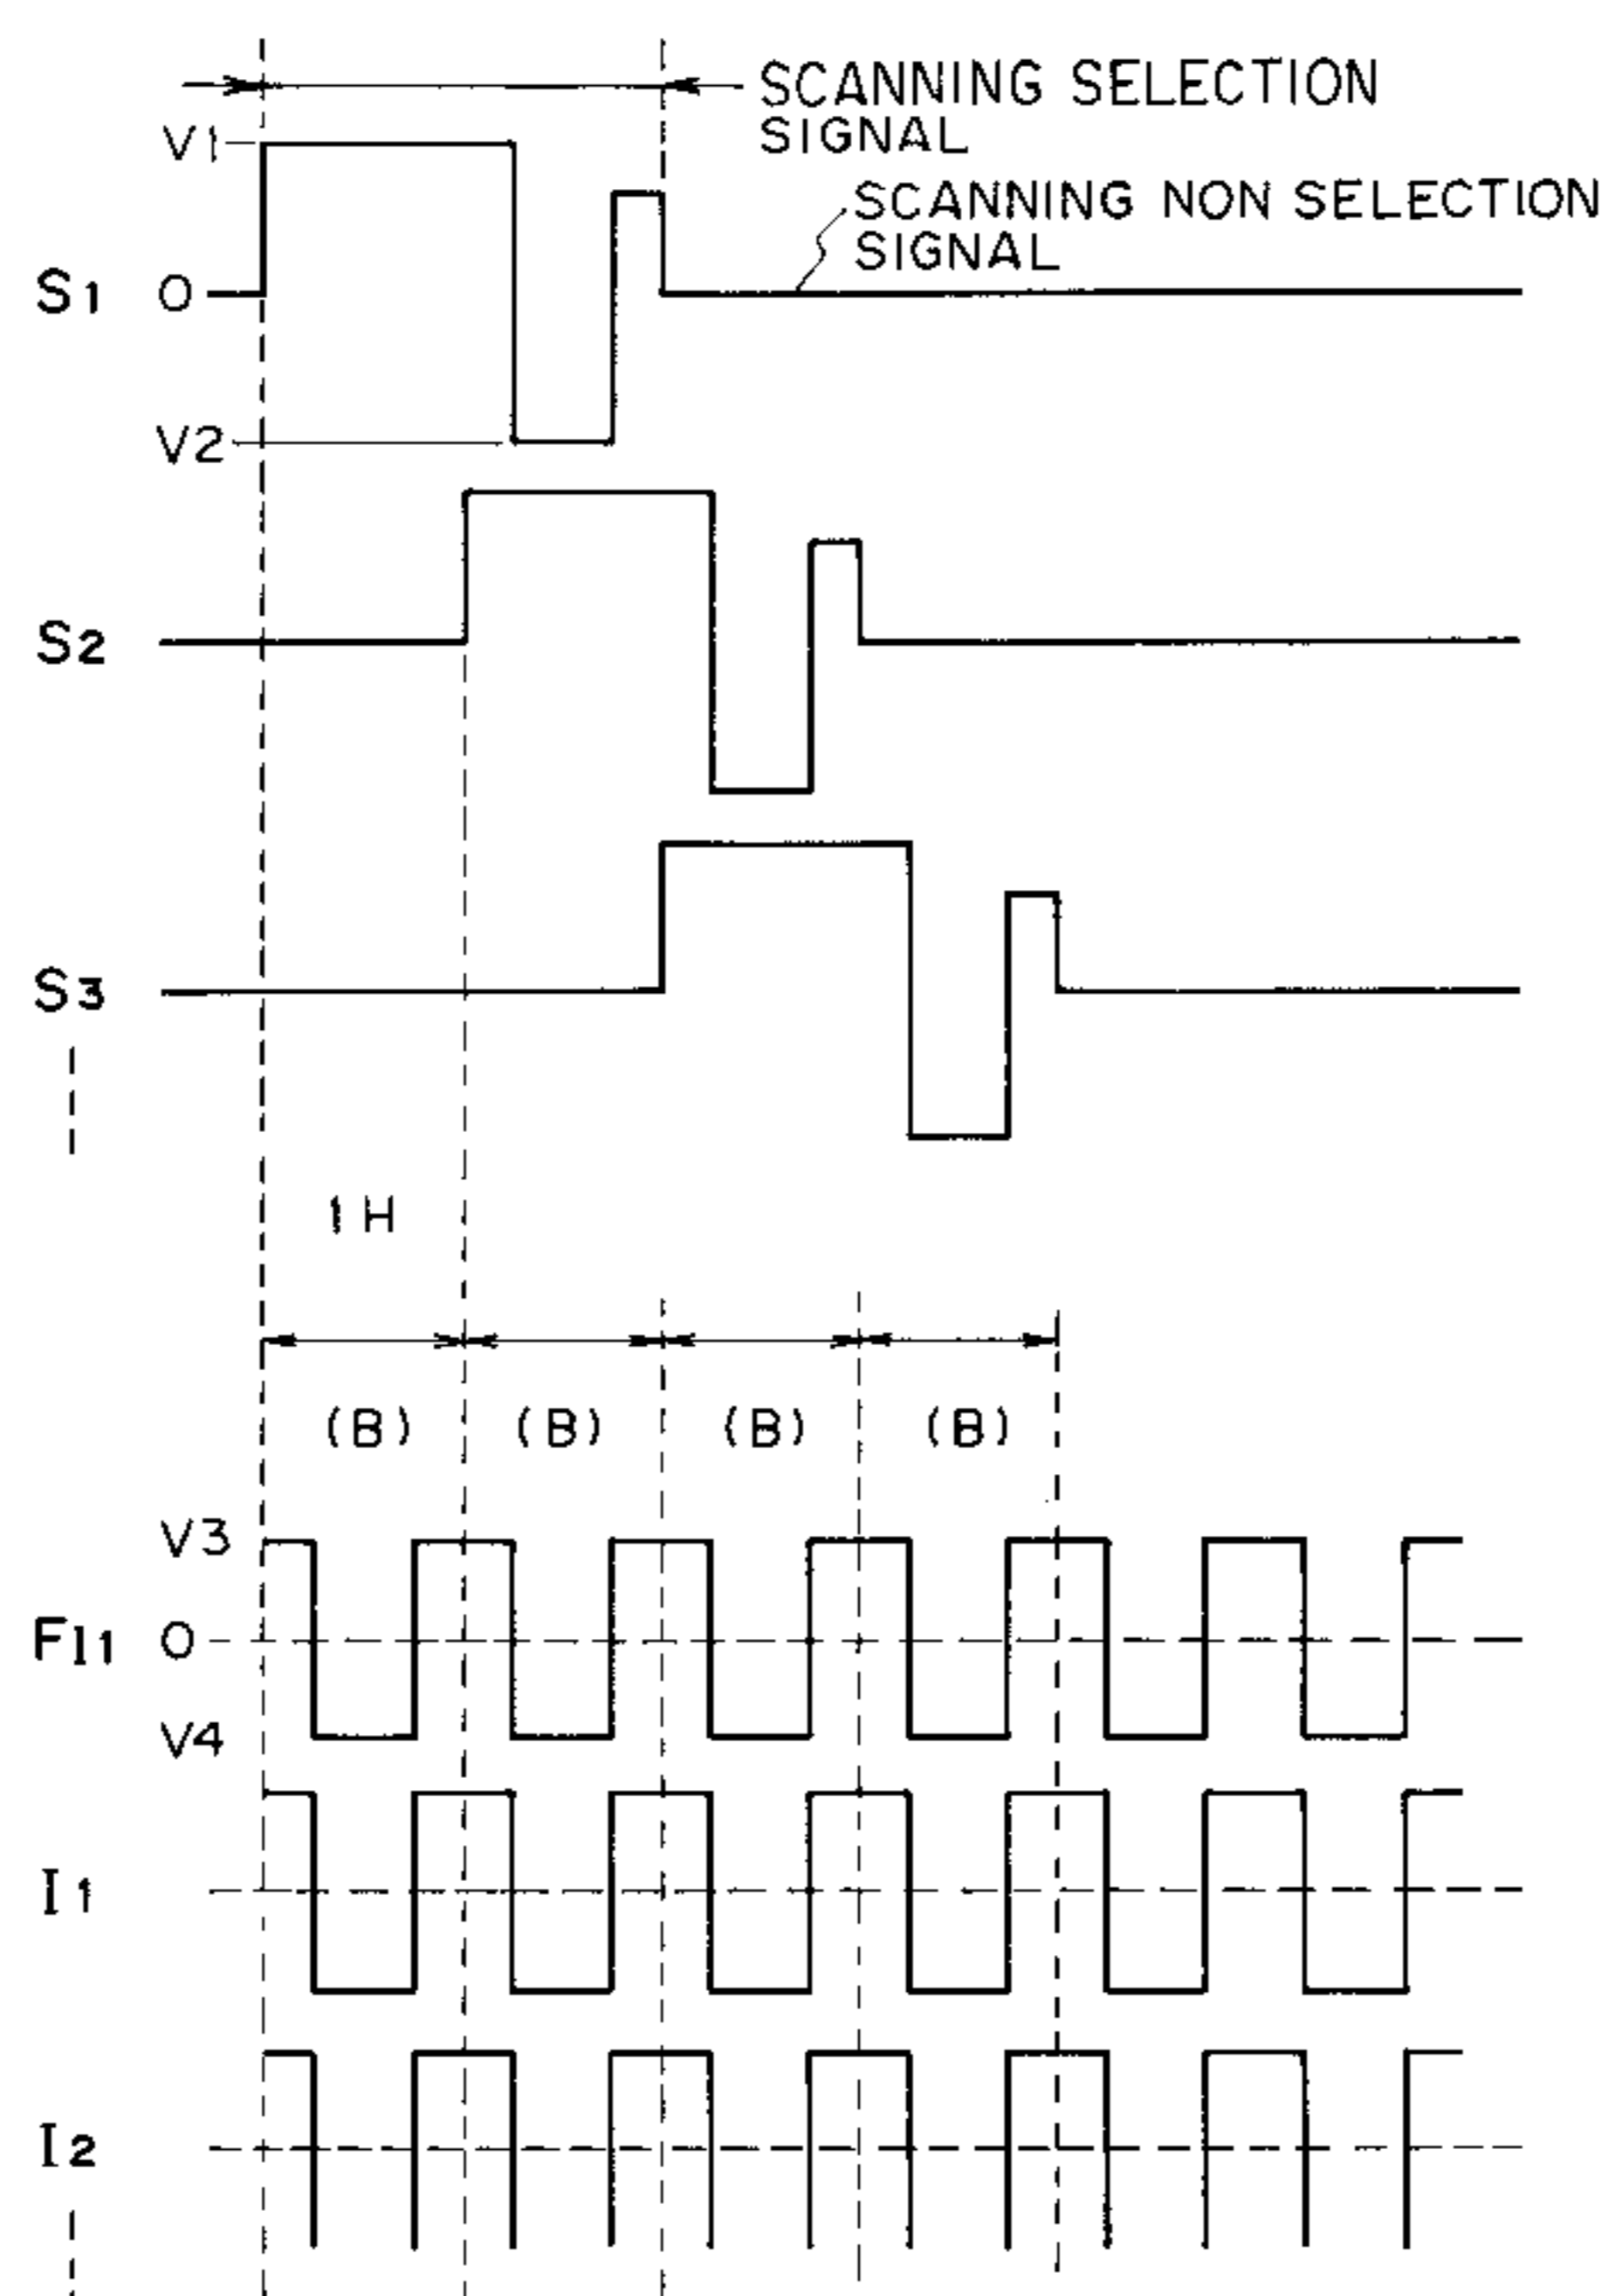 SCANNING SELECTION
SIGNAL
V1
SCANNING NON SELECTION
SIGNAL
S1 0
V2
S2
S3
1H
(B) (B) (B) (B)
V3
FI1 0
V4
I1
I2